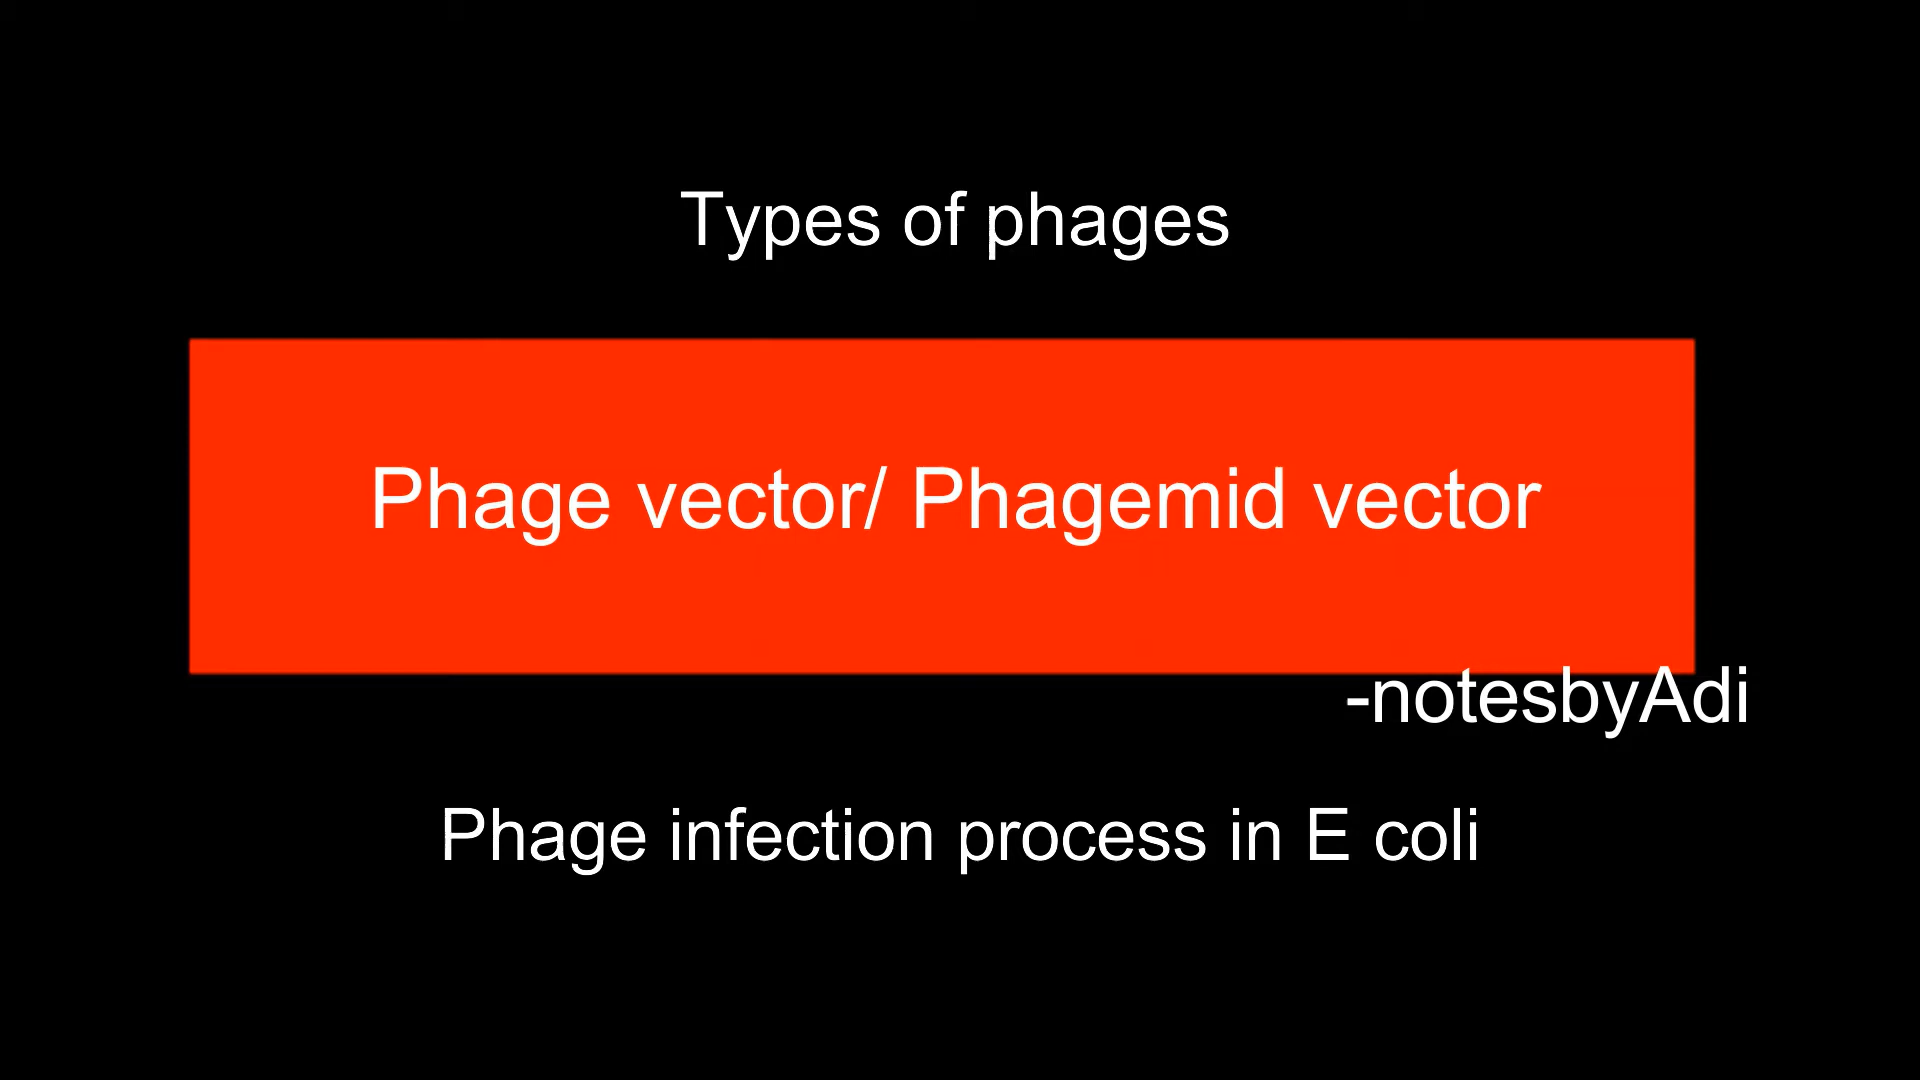 Types of phages
Phage vector/ Phagemid vector
-notesbyAdi
Phage infection process in E coli